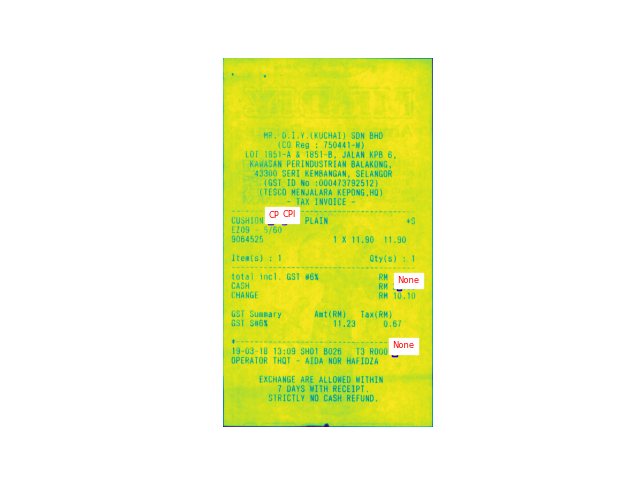 MR. D.I.Y.(KUCHAI) SDN BHD
(CO Reg : 750441-W)
LOT 1851-A & 1851-B, JALAN KPB 6,
KAWASAN PERINDUSTRIAN BALAKONG,
43300 SERI KEMBANGAN, SELANGOR
(GST ID No :000473792512)
(TESCO MENJALARA KEPONG,HQ)
- TAX INVOICE -
CP CPI
CUSHION PLAIN *S
EZ09 - 5/60
9064525 1 X 11.90 11.90
Item(s) : 1 Qty(s) : 1
total incl. GST #6% RM
None
CASH RM
CHANGE RM 10.10
GST Summary Amt(RM) Tax(RM)
GST S#6% 11.23 0.67
None
19-03-18 13:09 SH01 B026 T3 R000
OPERATOR THQT - AIDA NOR HAFIDZA
EXCHANGE ARE ALLOWED WITHIN
7 DAYS WITH RECEIPT.
STRICTLY NO CASH REFUND.